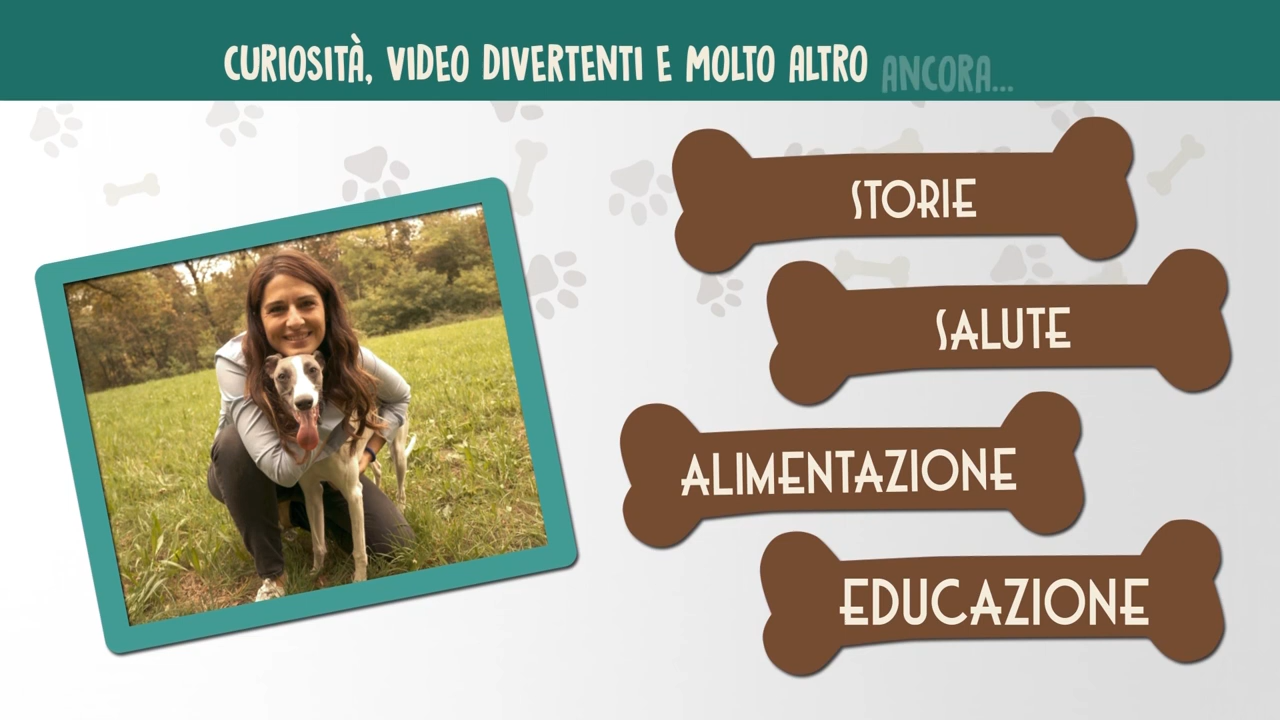 CURIOSITÀ, VIDEO DIVERTENTI E MOLTO ALTRO ANCORA...
STORIE
SALUTE
ALIMENTAZIONE
EDUCAZIONE